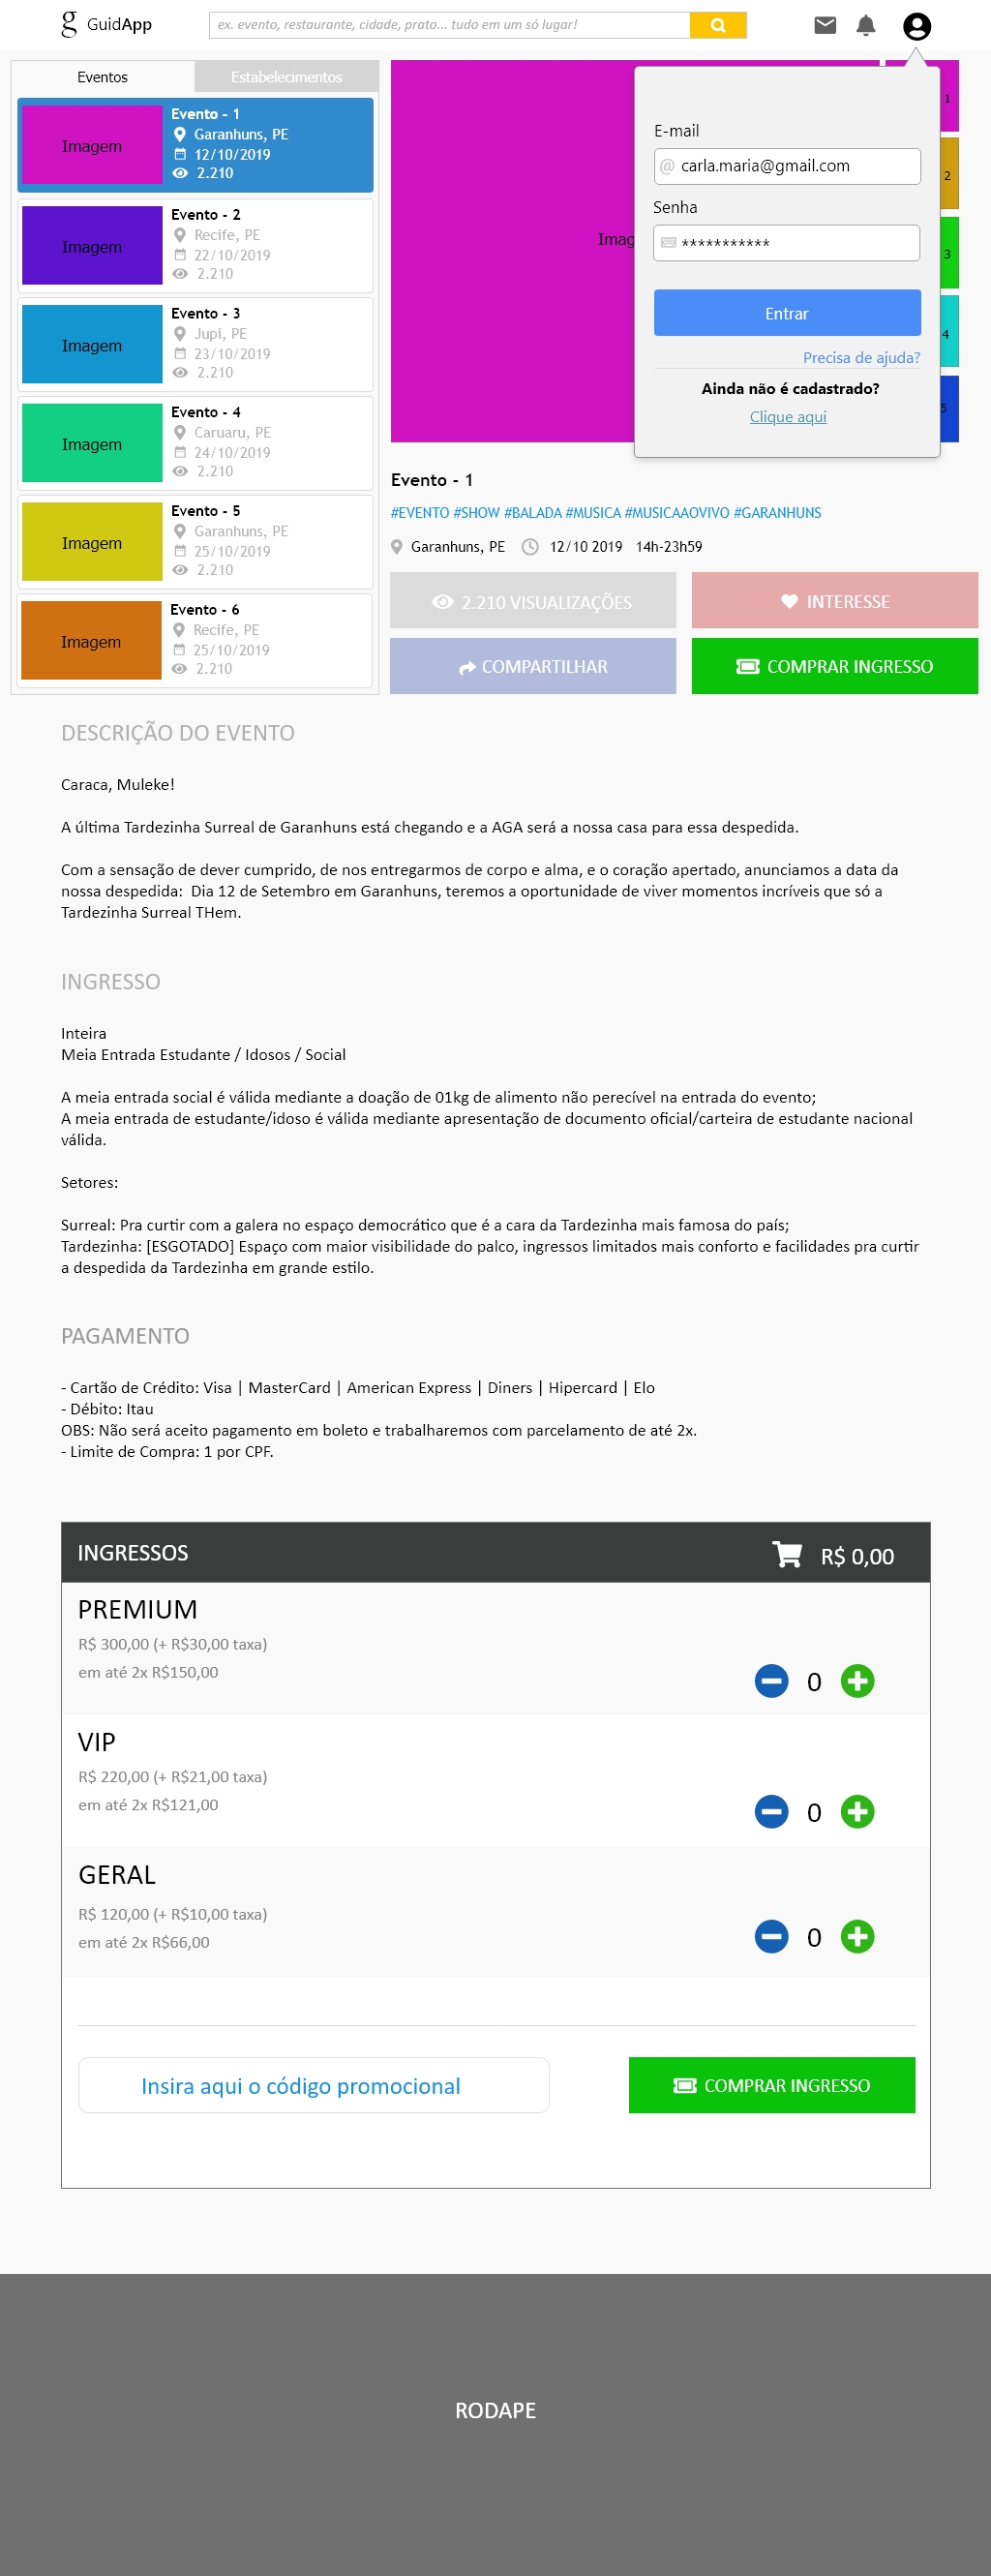 g GuidApp
ex. evento, restaurante, cidade, prato... tudo em um só lugar!
Eventos
Estabelecimentos
Imagem
Evento - 1
Garanhuns, PE
12/10/2019
2.210
Imagem
Evento - 2
Recife, PE
22/10/2019
2.210
Imagem
Evento - 3
Jupi, PE
23/10/2019
2.210
Imagem
Evento - 4
Caruaru, PE
24/10/2019
2.210
Imagem
Evento - 5
Garanhuns, PE
25/10/2019
2.210
Imagem
Evento - 6
Recife, PE
25/10/2019
2.210
Imag
1
2
3
4
5
E-mail
@ carla.maria@gmail.com
Senha
***********
Entrar
Precisa de ajuda?
Ainda não é cadastrado?
Clique aqui
Evento - 1
#EVENTO #SHOW #BALADA #MUSICA #MUSICAAOVIVO #GARANHUNS
Garanhuns, PE 12/10 2019 14h-23h59
2.210 VISUALIZAÇÕES
INTERESSE
COMPARTILHAR
COMPRAR INGRESSO
DESCRIÇÃO DO EVENTO
Caraca, Muleke!
A última Tardezinha Surreal de Garanhuns está chegando e a AGA será a nossa casa para essa despedida.
Com a sensação de dever cumprido, de nos entregarmos de corpo e alma, e o coração apertado, anunciamos a data da
nossa despedida: Dia 12 de Setembro em Garanhuns, teremos a oportunidade de viver momentos incríveis que só a
Tardezinha Surreal THem.
INGRESSO
Inteira
Meia Entrada Estudante / Idosos / Social
A meia entrada social é válida mediante a doação de 01kg de alimento não perecível na entrada do evento;
A meia entrada de estudante/idoso é válida mediante apresentação de documento oficial/carteira de estudante nacional
válida.
Setores:
Surreal: Pra curtir com a galera no espaço democrático que é a cara da Tardezinha mais famosa do país;
Tardezinha: [ESGOTADO] Espaço com maior visibilidade do palco, ingressos limitados mais conforto e facilidades pra curtir
a despedida da Tardezinha em grande estilo.
PAGAMENTO
- Cartão de Crédito: Visa | MasterCard | American Express | Diners | Hipercard | Elo
- Débito: Itau
OBS: Não será aceito pagamento em boleto e trabalharemos com parcelamento de até 2x.
- Limite de Compra: 1 por CPF.
INGRESSOS
R$ 0,00
PREMIUM
R$ 300,00 (+ R$30,00 taxa)
em até 2x R$150,00
0
VIP
R$ 220,00 (+ R$21,00 taxa)
em até 2x R$121,00
0
GERAL
R$ 120,00 (+ R$10,00 taxa)
em até 2x R$66,00
0
Insira aqui o código promocional
COMPRAR INGRESSO
RODAPE